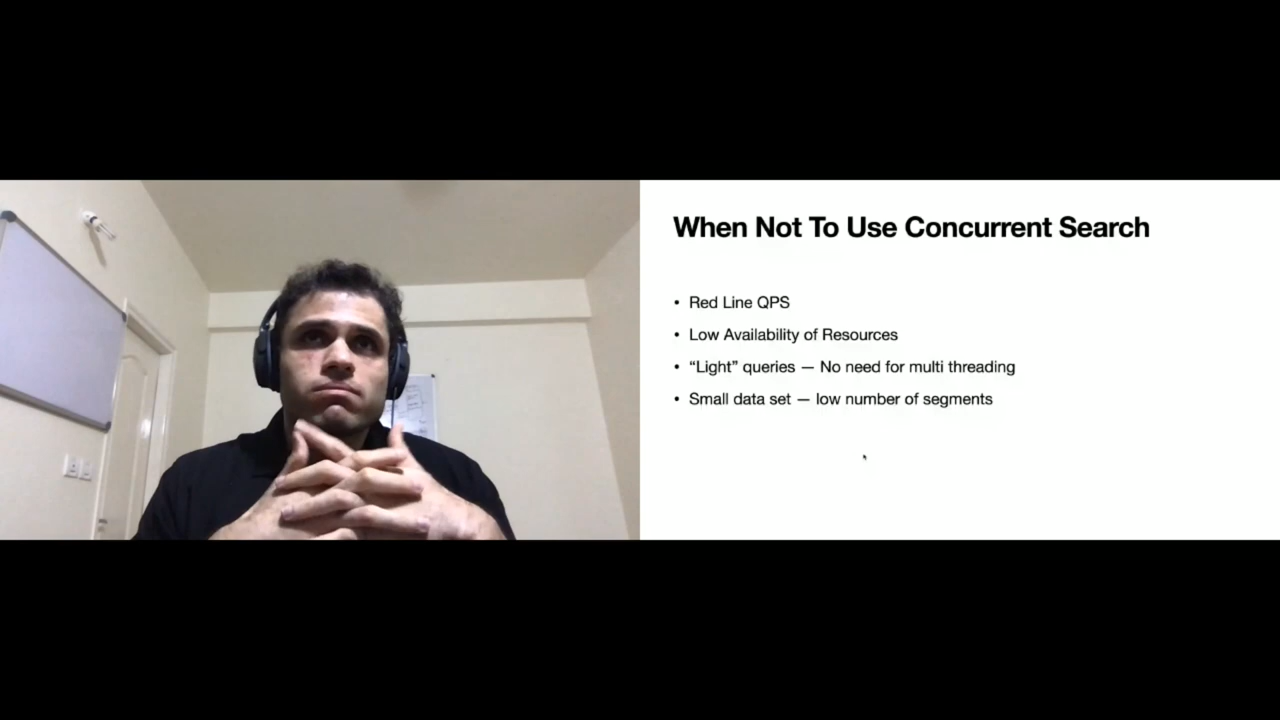 When Not To Use Concurrent Search
• Red Line QPS
• Low Availability of Resources
• “Light” queries — No need for multi threading
• Small data set — low number of segments